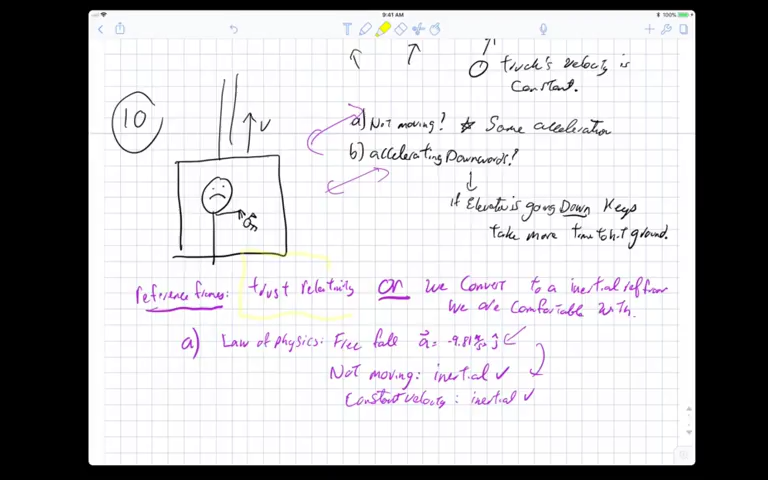 9:41 AM
100%
truck's velocity is
constant.
10
V
a) Not moving? ☆ Same acceleration
b) accelerating Downwards?
if Elevator is going Down Keys
take more time to hit ground.
Reference frames: trust relativity OR we Convert to a inertial ref frame
we are comfortable with.
a) Law of physics: Free fall a⃗ = -9.81 m/s² ĵ
Not moving: inertial ✓
Constant velocity: inertial ✓